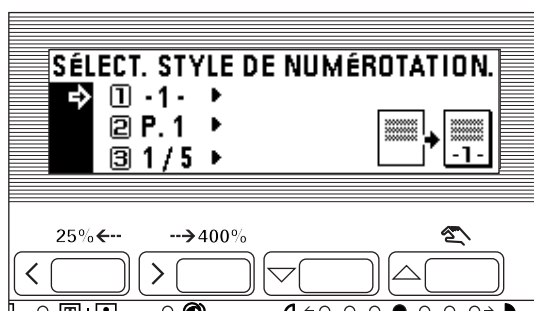 SÉLECT. STYLE DE NUMÉROTATION.
1 -1-
2 P. 1
3 1/5
-1-
25% 400%